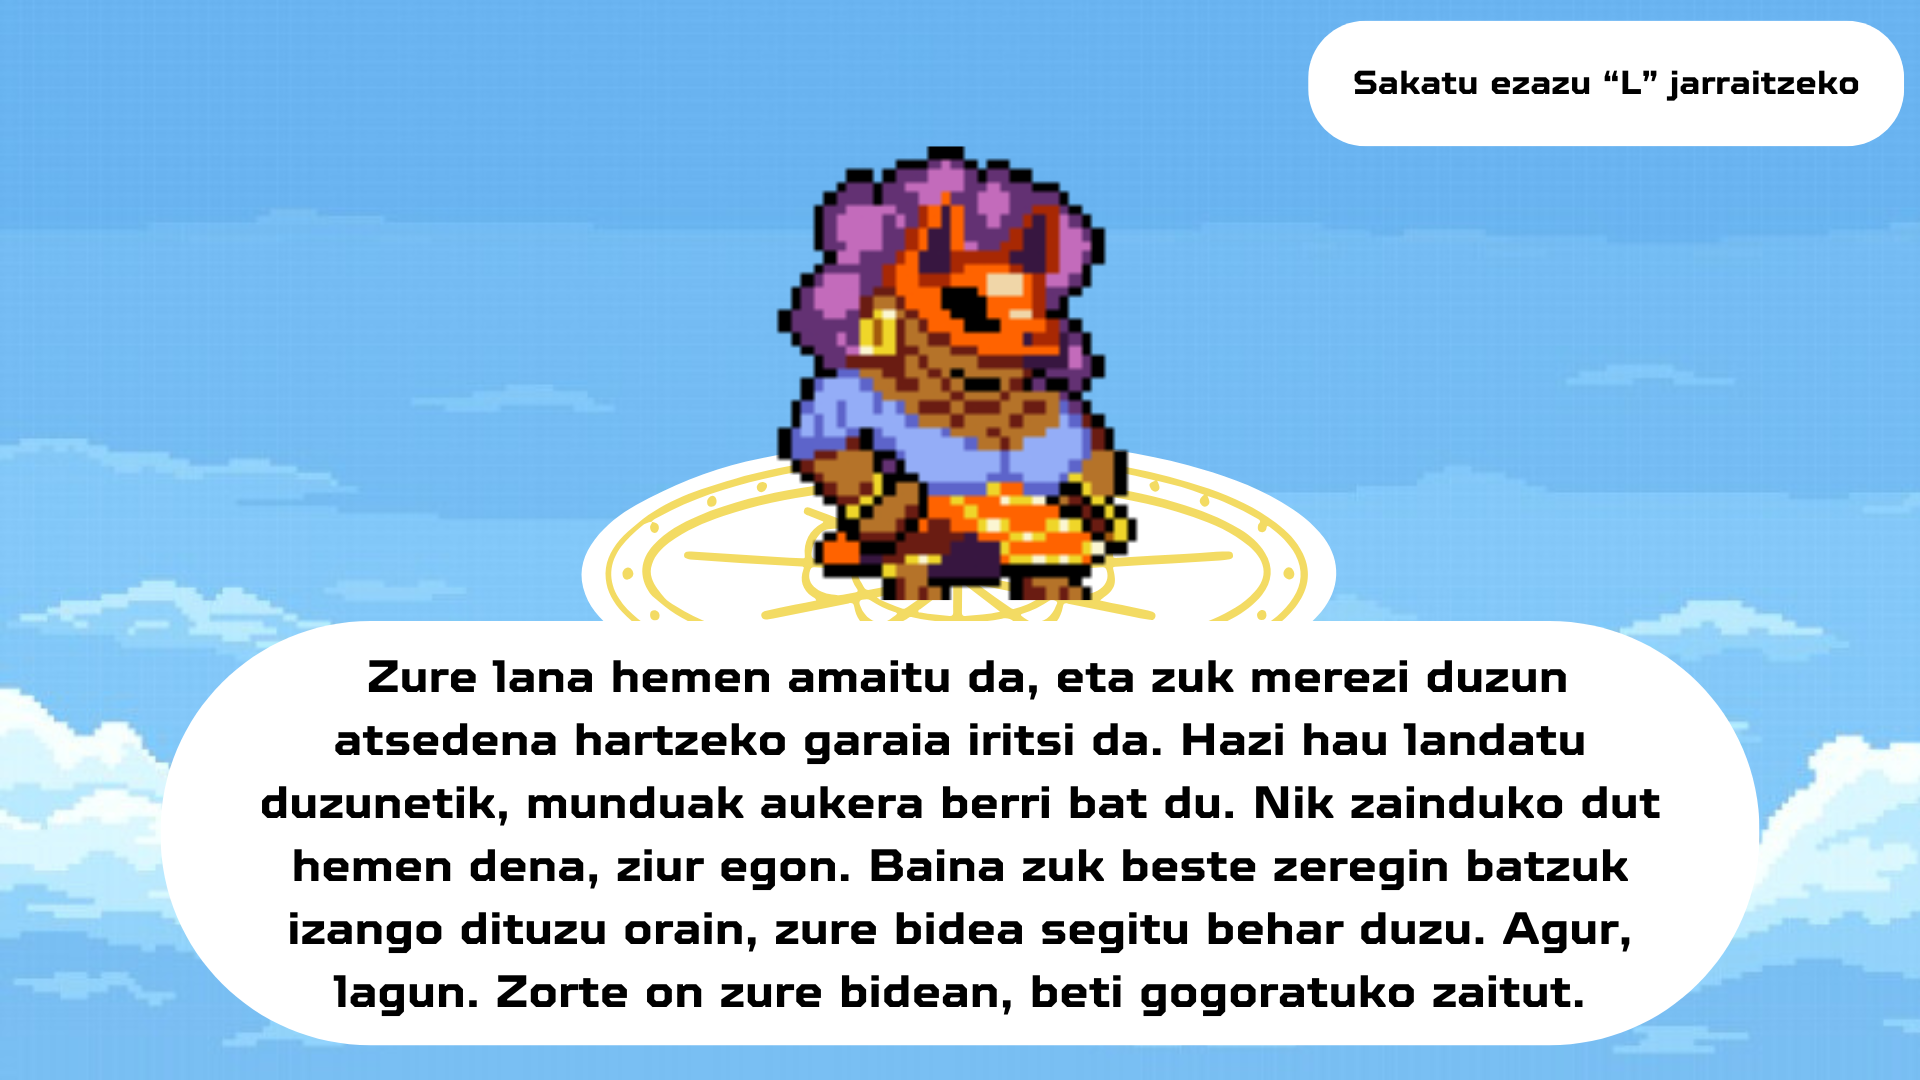 Sakatu ezazu “L” jarraitzeko
Zure lana hemen amaitu da, eta zuk merezi duzun
atsedena hartzeko garaia iritsi da. Hazi hau landatu
duzunetik, munduak aukera berri bat du. Nik zainduko dut
hemen dena, ziur egon. Baina zuk beste zeregin batzuk
izango dituzu orain, zure bidea segitu behar duzu. Agur,
lagun. Zorte on zure bidean, beti gogoratuko zaitut.